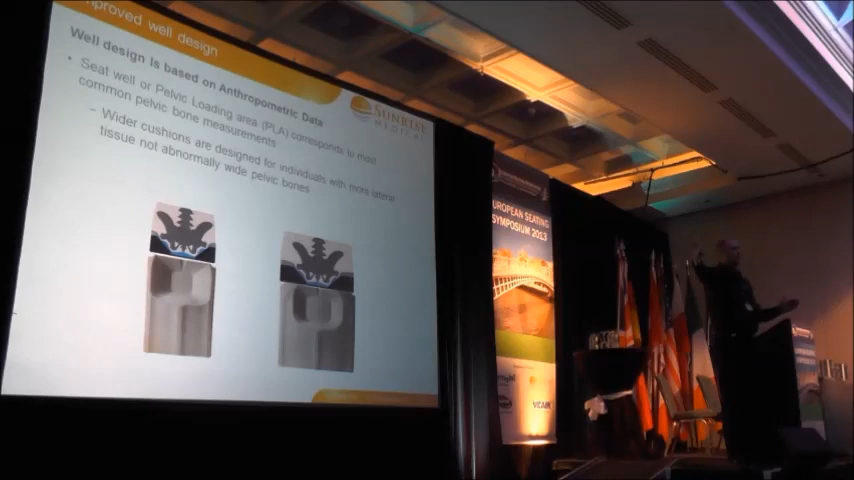 mproved well design
Well design is based on Anthropometric Data
• Seat well or Pelvic Loading area (PLA) corresponds to most
common pelvic bone measurements
– Wider cushions are designed for individuals with more lateral
tissue not abnormally wide pelvic bones
SUNRISE
MEDICAL
UROPEAN SEATING
SYMPOSIUM 2013